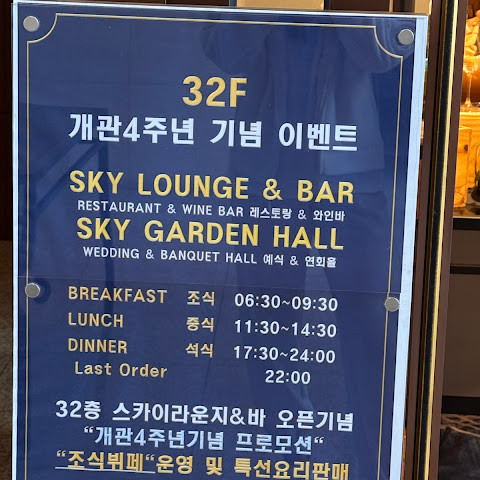 32F
개관4주년 기념 이벤트
SKY LOUNGE & BAR
RESTAURANT & WINE BAR 레스토랑 & 와인바
SKY GARDEN HALL
WEDDING & BANQUET HALL 예식 & 연회홀
BREAKFAST 조식 06:30~09:30
LUNCH 중식 11:30~14:30
DINNER 석식 17:30~24:00
Last Order 22:00
32층 스카이라운지&바 오픈기념
“개관4주년기념 프로모션“
“조식뷔페“운영 및 특선요리판매